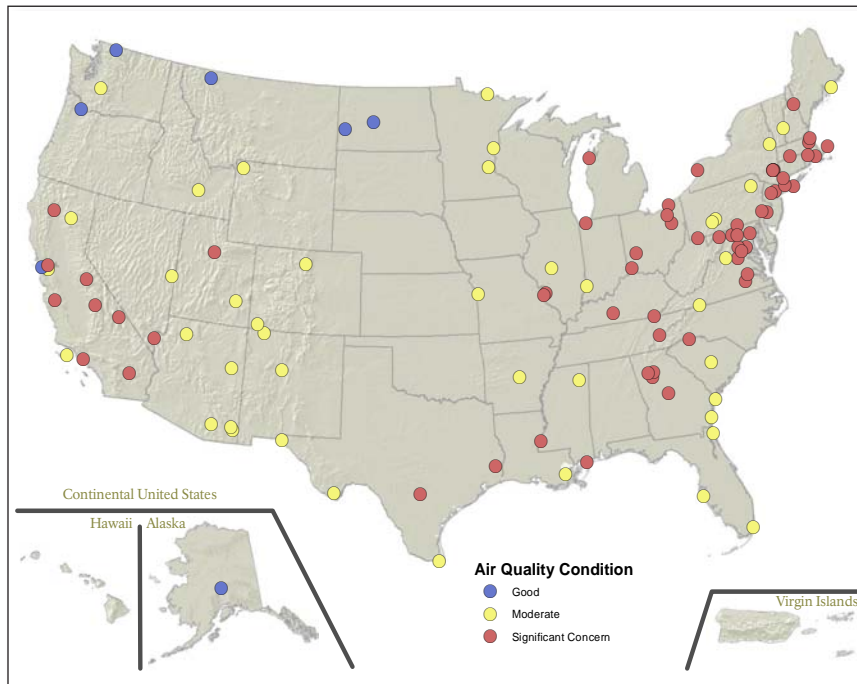 Continental United States
Hawaii Alaska
Air Quality Condition
Good
Moderate
Significant Concern
Virgin Islands